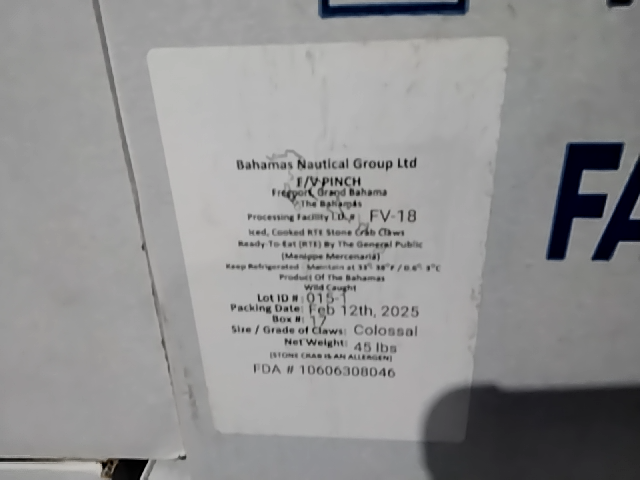 Bahamas Nautical Group Ltd
F/V PINCH
Freeport, Grand Bahama
The Bahamas
Processing Facility I.D.# : FV-18
Iced, Cooked RTE Stone Crab Claws
Ready-To-Eat (RTE) By The General Public
(Menippe Mercenaria)
Keep Refrigerated - Maintain at 33°- 38°F / 0.6°- 3°C
Product Of The Bahamas
Wild Caught
Lot ID #: 015-1
Packing Date: Feb 12th, 2025
Box #: 17
Size / Grade of Claws: Colossal
Net Weight: 45 lbs
(STONE CRAB IS AN ALLERGEN)
FDA # 10606308046
FA